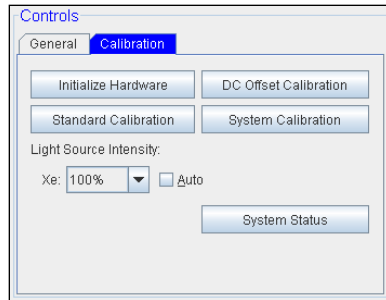 Controls
General Calibration
Initialize Hardware DC Offset Calibration
Standard Calibration System Calibration
Light Source Intensity:
Xe: 100% Auto
System Status